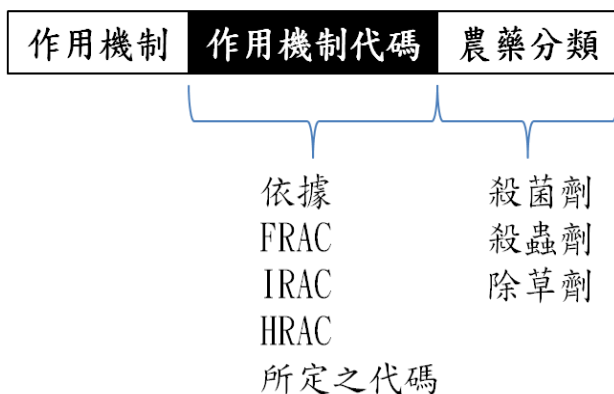 作用機制 作用機制代碼 農藥分類
依據 殺菌劑
FRAC 殺蟲劑
IRAC 除草劑
HRAC
所定之代碼